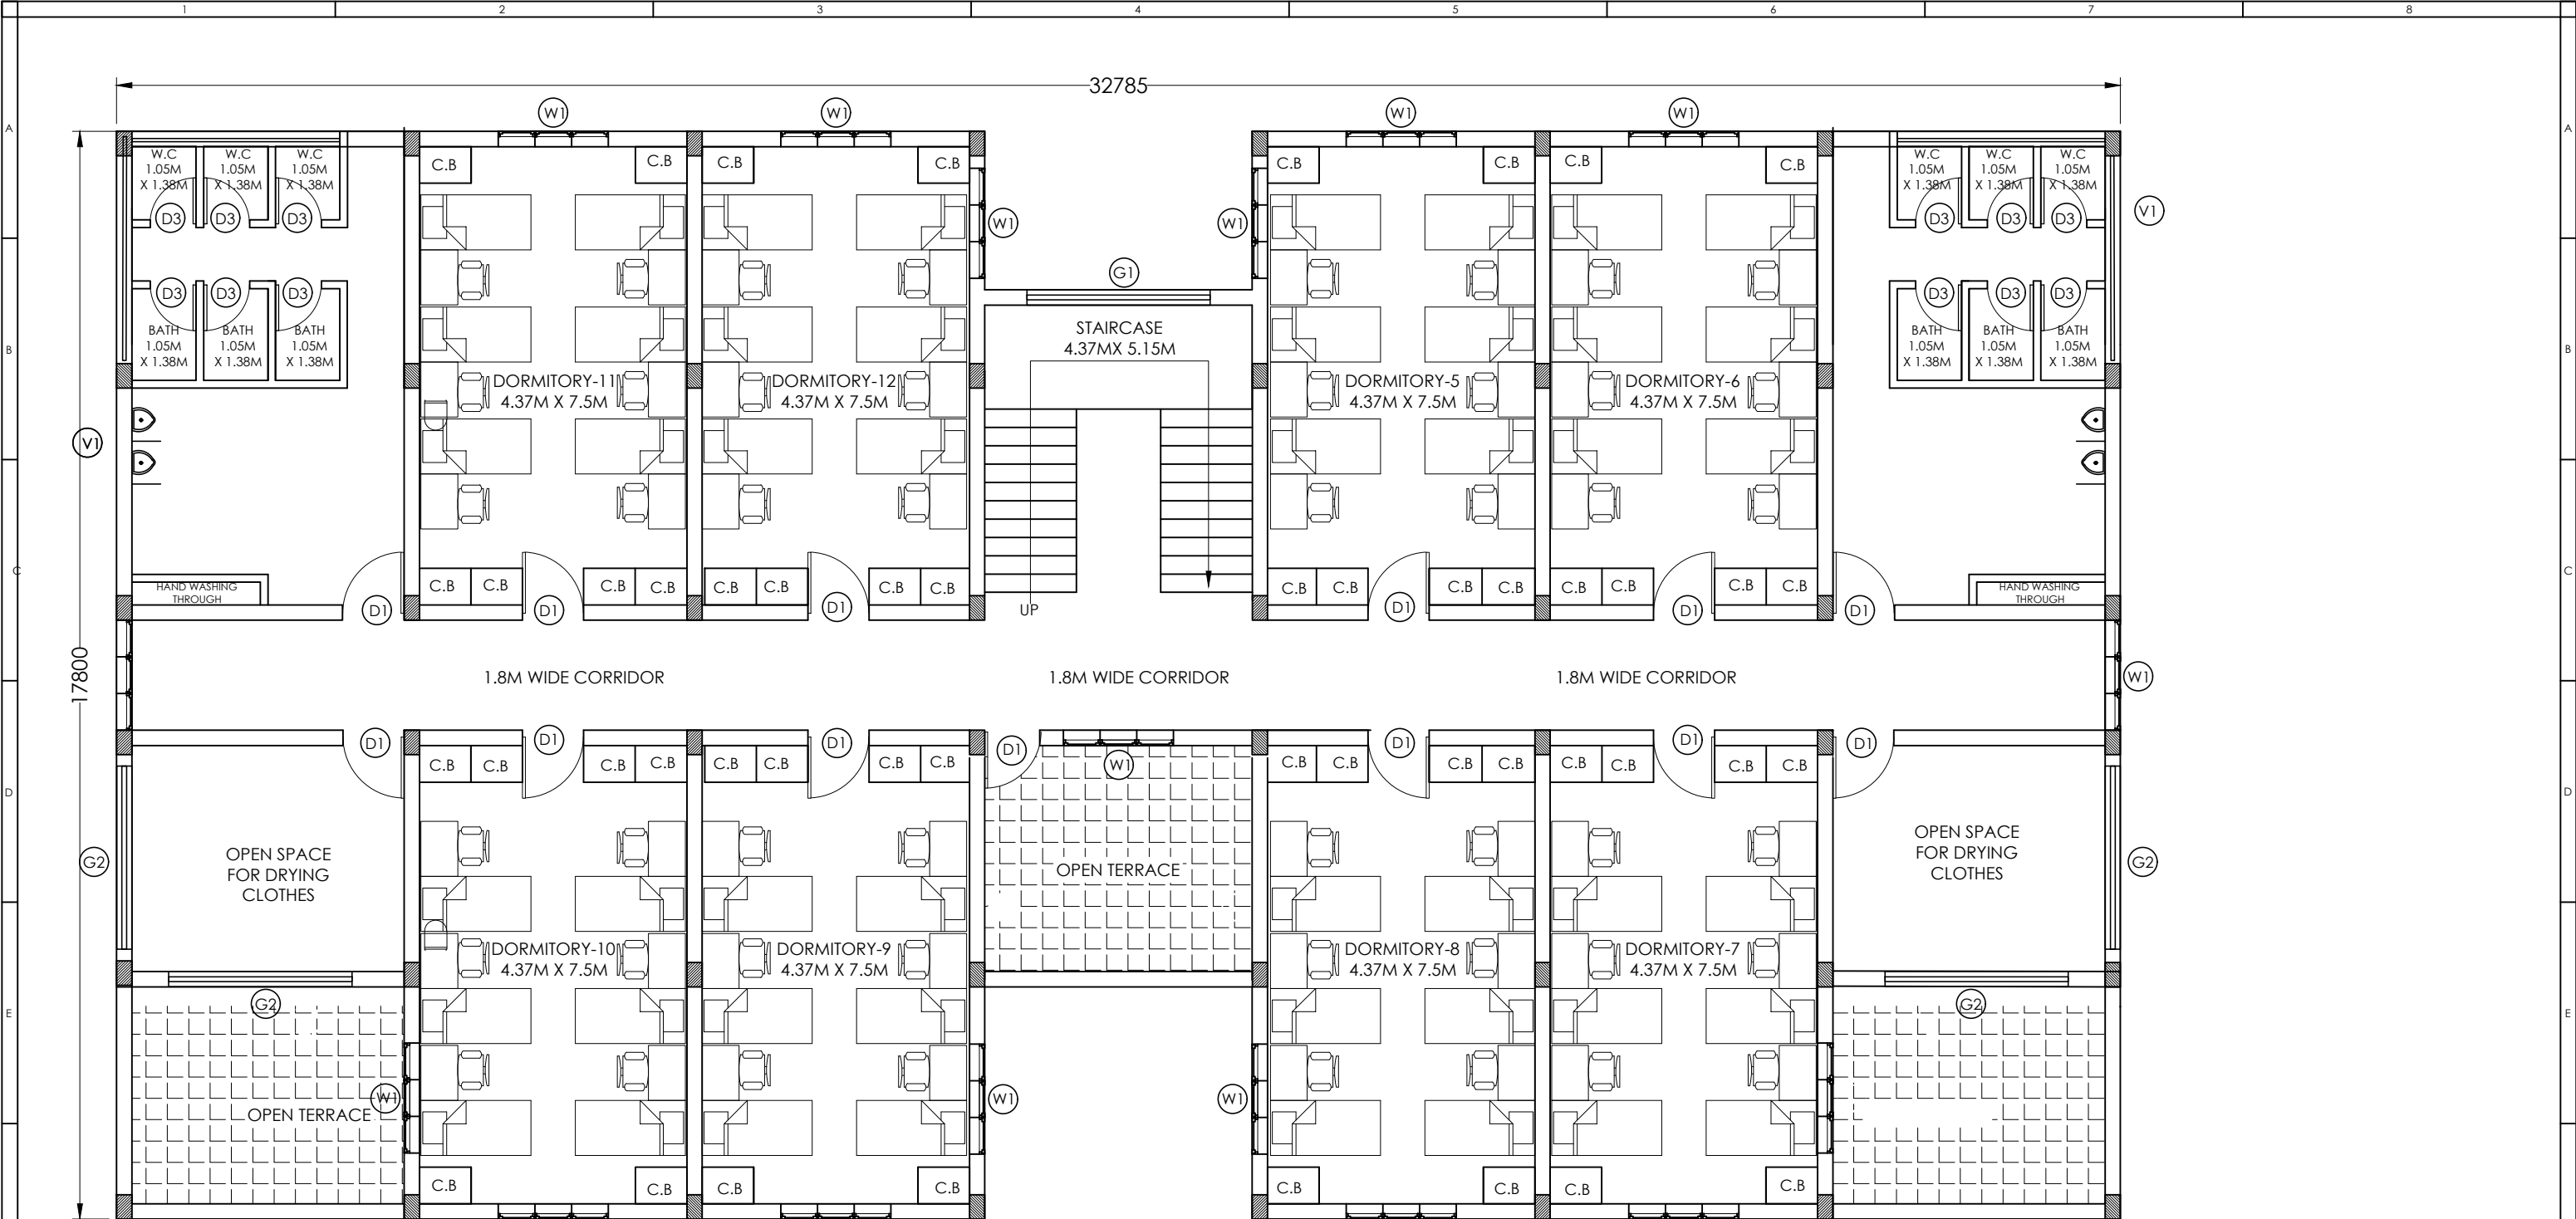 1 2 3 4 5 6 7 8
32785
W1 W1 W1 W1
A A
W.C W.C W.C C.B C.B C.B C.B C.B C.B C.B C.B W.C W.C W.C
1.05M 1.05M 1.05M 1.05M 1.05M 1.05M
X 1.38M X 1.38M X 1.38M X 1.38M X 1.38M X 1.38M
D3 D3 D3 W1 W1 D3 D3 D3 V1
G1
D3 D3 D3 D3 D3 D3
BATH BATH BATH STAIRCASE BATH BATH BATH
B 1.05M 1.05M 1.05M 4.37MX 5.15M 1.05M 1.05M 1.05M B
X 1.38M X 1.38M X 1.38M X 1.38M X 1.38M X 1.38M
DORMITORY-11 DORMITORY-12 DORMITORY-5 DORMITORY-6
4.37M X 7.5M 4.37M X 7.5M 4.37M X 7.5M 4.37M X 7.5M
V1
C C
HAND WASHING C.B C.B C.B C.B C.B C.B C.B C.B C.B C.B C.B C.B C.B C.B C.B C.B HAND WASHING
THROUGH THROUGH
D1 D1 D1 UP D1 D1 D1
17800
1.8M WIDE CORRIDOR 1.8M WIDE CORRIDOR 1.8M WIDE CORRIDOR W1
D1 D1 D1 D1 D1 D1 D1
C.B C.B C.B C.B C.B C.B C.B C.B W1 C.B C.B C.B C.B C.B C.B C.B C.B
D D
OPEN SPACE OPEN SPACE
FOR DRYING FOR DRYING
CLOTHES CLOTHES
G2 OPEN TERRACE G2
DORMITORY-10 DORMITORY-9 DORMITORY-8 DORMITORY-7
4.37M X 7.5M 4.37M X 7.5M 4.37M X 7.5M 4.37M X 7.5M
G2 G2
E E
W1 W1 W1
OPEN TERRACE
C.B C.B C.B C.B C.B C.B C.B C.B